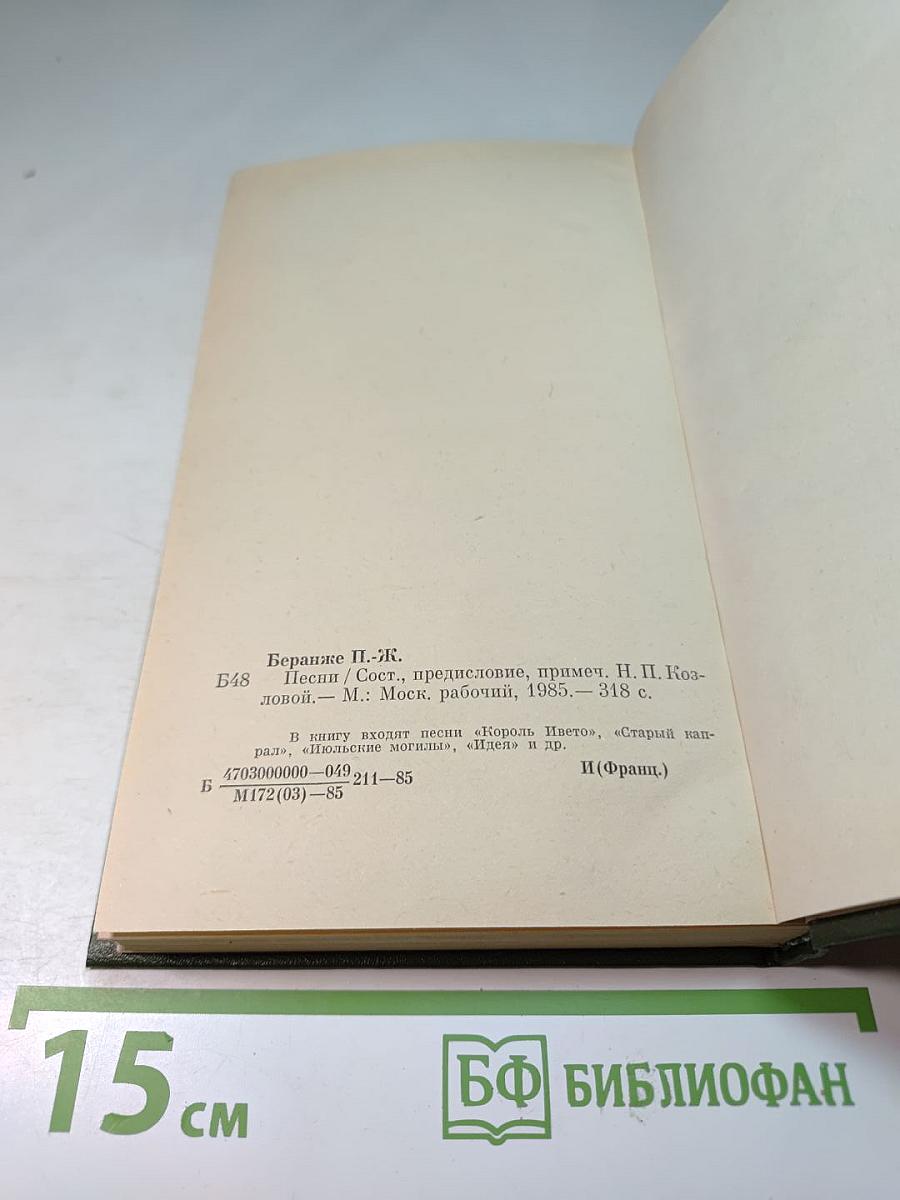 Беранже П.-Ж.
Б48 Песни / Сост., предисловие, примеч. Н. П. Коз-
ловой.— М.: Моск. рабочий, 1985.— 318 с.
В книгу входят песни «Король Ивето», «Старый кап-
рал», «Июльские могилы», «Идея» и др.
Б 4703000000—049 211—85 И(Франц.)
М172(03)—85
15 см
БФ БИБЛИОФАН